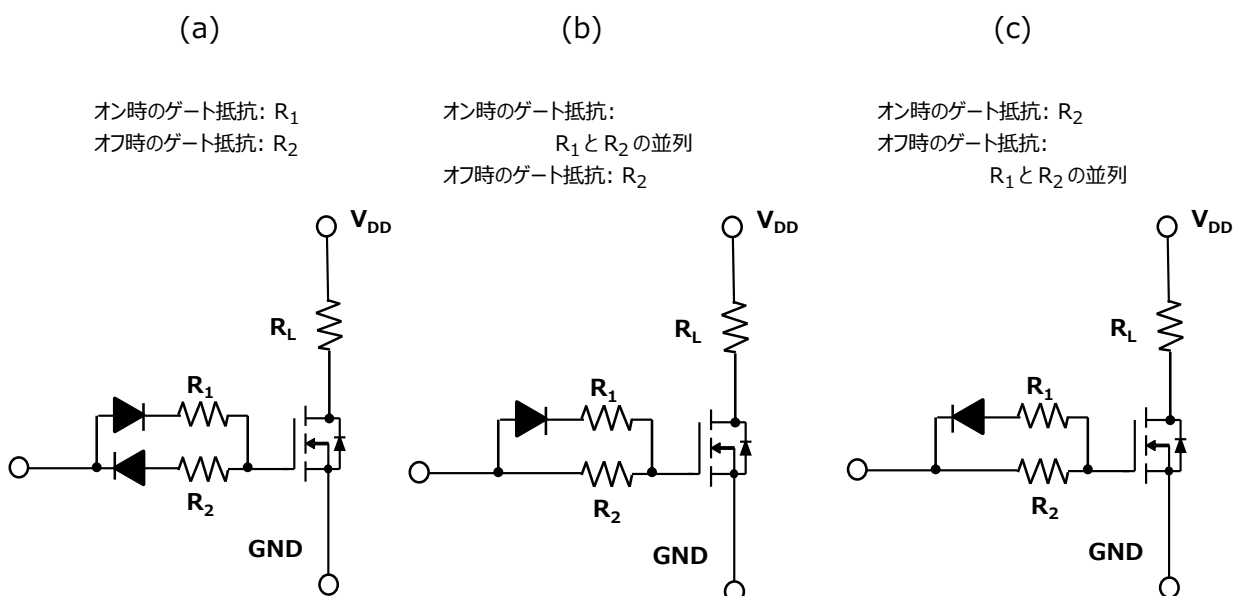 (a)
オン時のゲート抵抗: R1
オフ時のゲート抵抗: R2
VDD
RL
R1
R2
GND
(b)
オン時のゲート抵抗:
R1とR2の並列
オフ時のゲート抵抗: R2
VDD
RL
R1
R2
GND
(c)
オン時のゲート抵抗: R2
オフ時のゲート抵抗:
R1とR2の並列
VDD
RL
R1
R2
GND